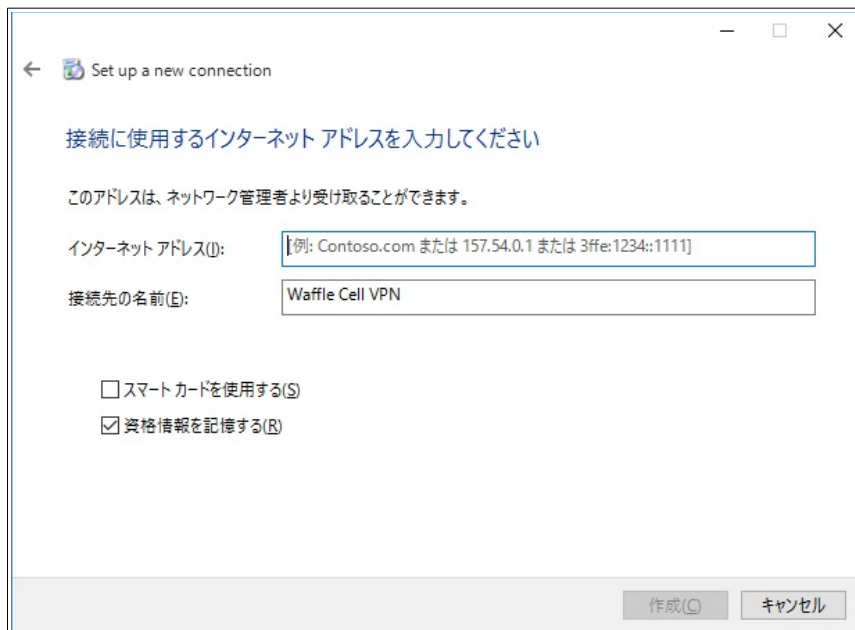 Set up a new connection
接続に使用するインターネット アドレスを入力してください
このアドレスは、ネットワーク管理者より受け取ることができます。
インターネット アドレス(I):
[例: Contoso.com または 157.54.0.1 または 3ffe:1234::1111]
接続先の名前(E):
Waffle Cell VPN
スマート カードを使用する(S)
資格情報を記憶する(R)
作成(C)
キャンセル